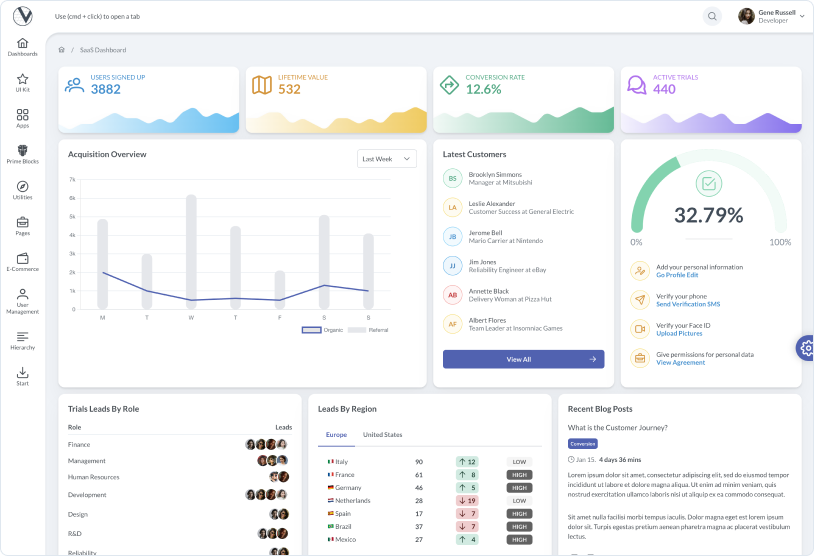 Use (cmd + click) to open a tab
Gene Russell
Developer
Dashboards
UI Kit
Apps
Prime Blocks
Utilities
Pages
E-Commerce
User
Management
Hierarchy
Start
/ SaaS Dashboard
USERS SIGNED UP
3882
LIFETIME VALUE
532
CONVERSION RATE
12.6%
ACTIVE TRIALS
440
Acquisition Overview
Last Week
7k
6k
5k
4k
3k
2k
1k
0
M T W T F S S
Organic Referral
Latest Customers
BS
Brooklyn Simmons
Manager at Mitsubishi
LA
Leslie Alexander
Customer Success at General Electric
JB
Jerome Bell
Mario Carrier at Nintendo
JJ
Jim Jones
Reliability Engineer at eBay
AB
Annette Black
Delivery Woman at Pizza Hut
AF
Albert Flores
Team Leader at Insomniac Games
View All
32.79%
0% 100%
Add your personal information
Go Profile Edit
Verify your phone
Send Verification SMS
Verify your Face ID
Upload Pictures
Give permissions for personal data
View Agreement
Trials Leads By Role
Role Leads
Finance
Management
Human Resources
Development
Design
R&D
Reliability
Leads By Region
Europe United States
Italy 90 12 LOW
France 61 8 HIGH
Germany 46 5 HIGH
Netherlands 28 19 LOW
Spain 17 7 HIGH
Brazil 37 7 HIGH
Mexico 27 4 HIGH
Recent Blog Posts
What is the Customer Journey?
Conversion
Jan 15. 4 days 36 mins
Lorem ipsum dolor sit amet, consectetur adipiscing elit, sed do eiusmod tempor
incididunt ut labore et dolore magna aliqua. Ut enim ad minim veniam, quis
nostrud exercitation ullamco laboris nisi ut aliquip ex ea commodo consequat.
Sit amet nulla facilisi morbi tempus iaculis. Dolor magna eget est lorem ipsum
dolor sit. Turpis egestas pretium aenean pharetra magna ac placerat vestibulum
lectus.